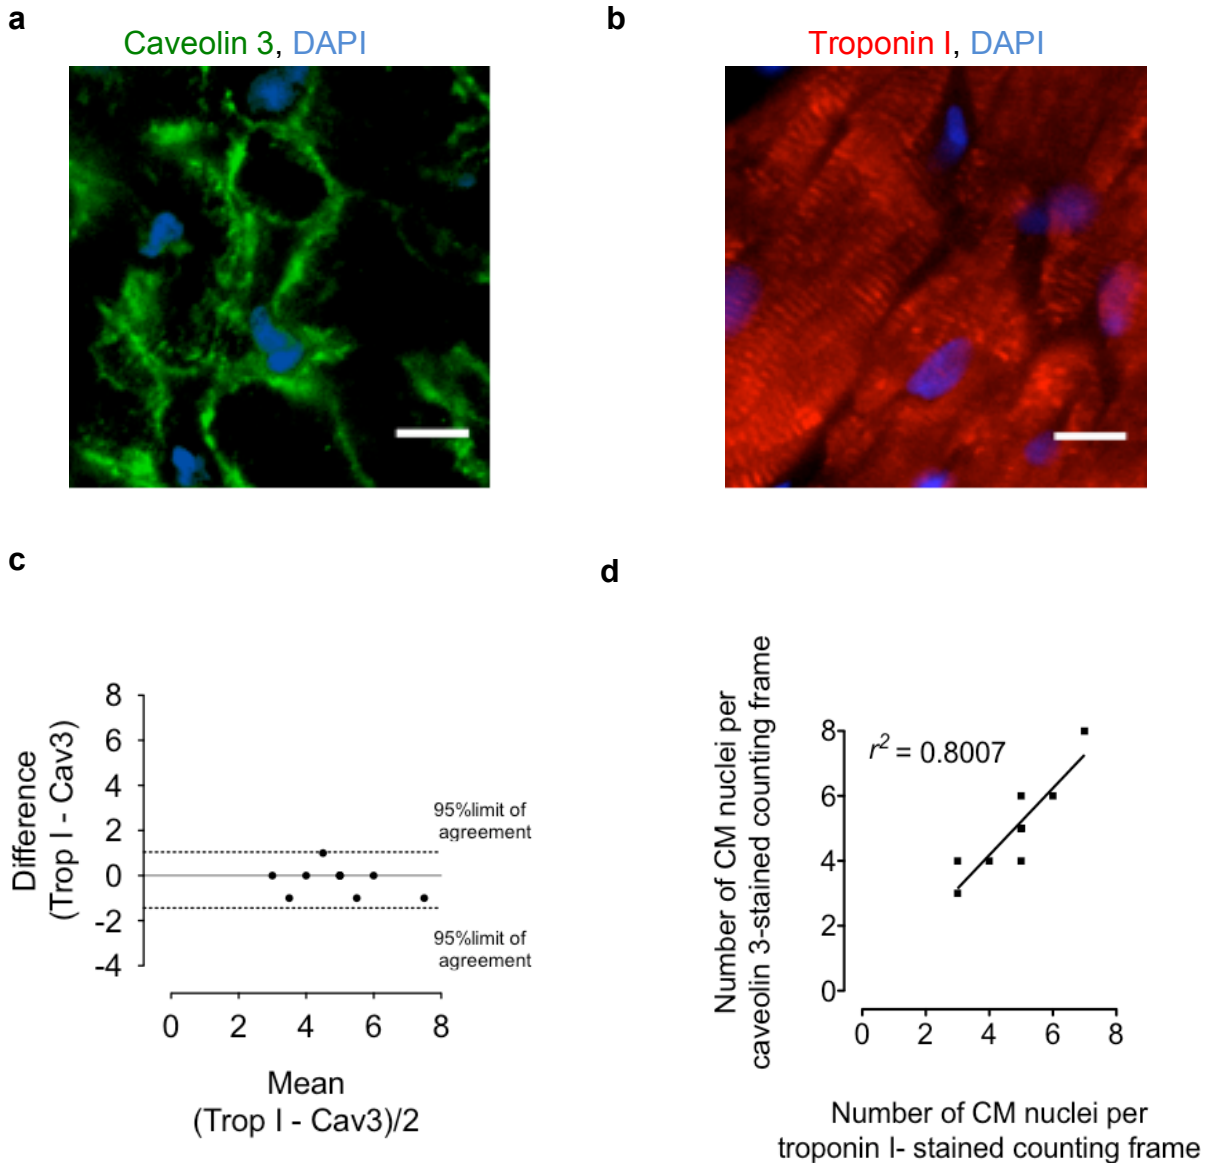 a
Caveolin 3, DAPI
b
Troponin I, DAPI
c
Difference
(Trop I - Cav3)
8
6
4
2
0
-2
-4
95%limit of
agreement
95%limit of
agreement
0 2 4 6 8
Mean
(Trop I - Cav3)/2
d
Number of CM nuclei per
caveolin 3-stained counting frame
8
6
4
2
0
r² = 0.8007
0 2 4 6 8
Number of CM nuclei per
troponin I- stained counting frame